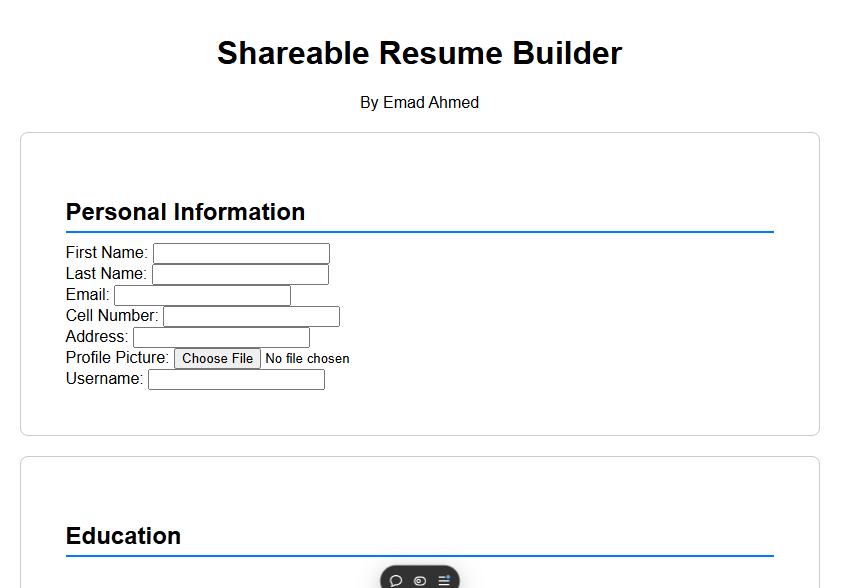 Shareable Resume Builder
By Emad Ahmed
Personal Information
First Name:
Last Name:
Email:
Cell Number:
Address:
Profile Picture: Choose File No file chosen
Username:
Education